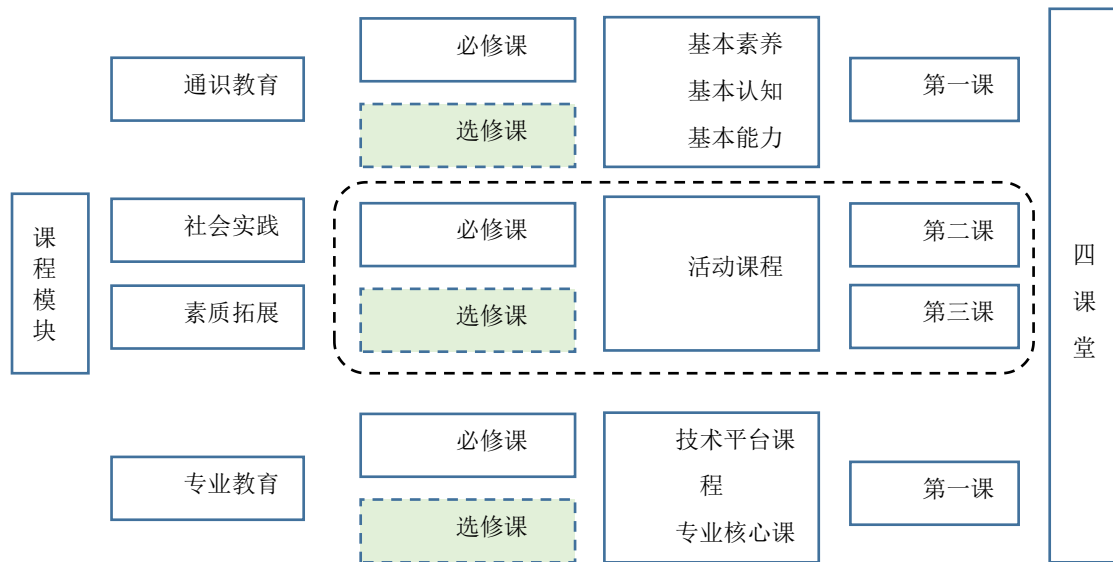 课程模块
通识教育
必修课
选修课
基本素养
基本认知
基本能力
第一课
社会实践
素质拓展
必修课
选修课
活动课程
第二课
第三课
专业教育
必修课
选修课
技术平台课
程
专业核心课
第一课
四课堂